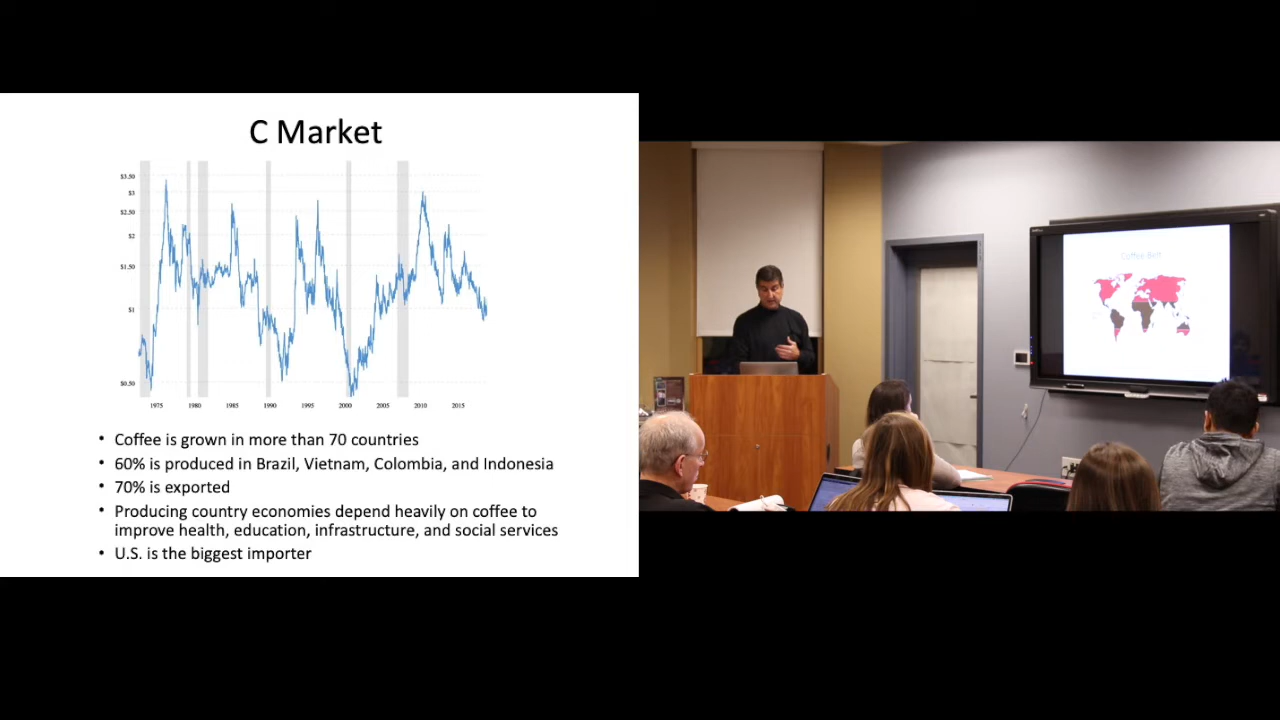 C Market
$3.50
$3
$2.50
$2
$1.50
$1
$0.50
1975 1980 1985 1990 1995 2000 2005 2010 2015
• Coffee is grown in more than 70 countries
• 60% is produced in Brazil, Vietnam, Colombia, and Indonesia
• 70% is exported
• Producing country economies depend heavily on coffee to
improve health, education, infrastructure, and social services
• U.S. is the biggest importer
Coffee Belt